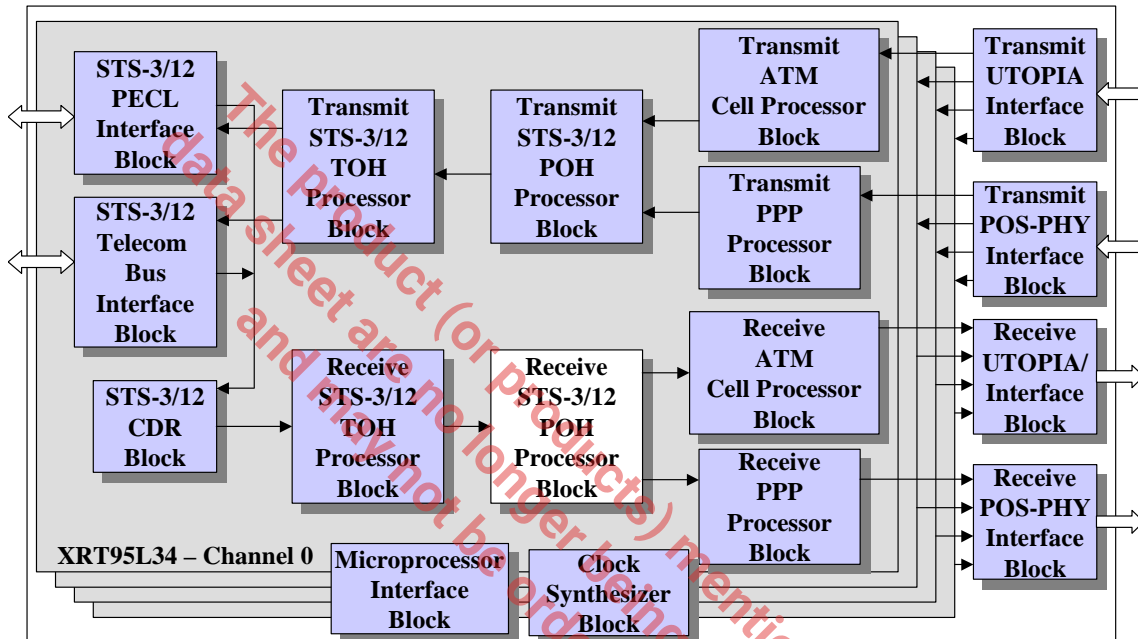 STS-3/12
PECL
Interface
Block
Transmit
STS-3/12
TOH
Processor
Block
Transmit
STS-3/12
POH
Processor
Block
Transmit
ATM
Cell Processor
Block
Transmit
UTOPIA
Interface
Block
STS-3/12
Telecom
Bus
Interface
Block
Transmit
PPP
Processor
Block
Transmit
POS-PHY
Interface
Block
STS-3/12
CDR
Block
Receive
STS-3/12
TOH
Processor
Block
Receive
STS-3/12
POH
Processor
Block
Receive
ATM
Cell Processor
Block
Receive
UTOPIA/
Interface
Block
Receive
PPP
Processor
Block
Receive
POS-PHY
Interface
Block
XRT95L34 – Channel 0
Microprocessor
Interface
Block
Clock
Synthesizer
Block
The product (or products)
data sheet are no longer
and may not be